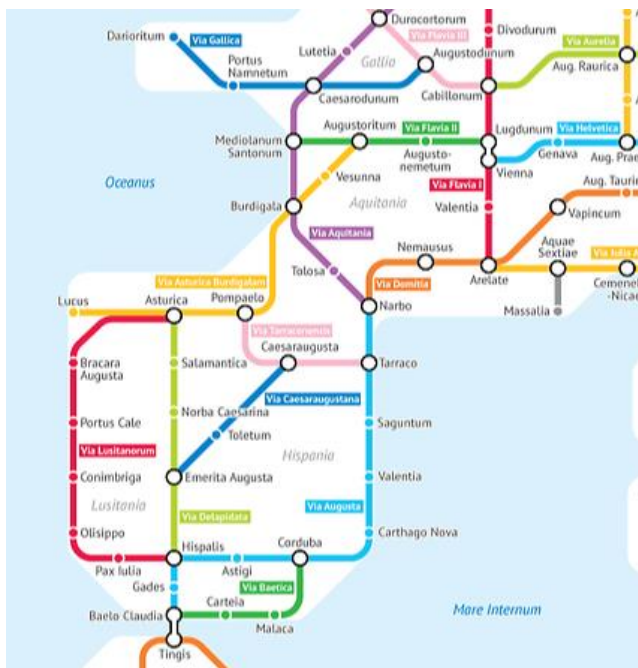 Durocortorum
Divodurum
Darioritum
Via Gallica
Via Flavia III
Lutetia
Gallia
Augustodunum
Via Aurelia
Aug. Raurica
Portus
Namnetum
Caesarodunum
Cabillonum
Augustoritum
Mediolanum
Santonum
Via Flavia II
Augusto-
nemetum
Lugdunum
Via Helvetica
Genava
Vienna
Vesunna
Oceanus
Via Flavia I
Aquitania
Burdigala
Valentia
Vapincum
Via Aquitania
Nemausus
Aquae
Sextiae
Tolosa
Via Asturica Burdigalam
Via Domitia
Arelate
Lucus
Asturica
Pompaelo
Narbo
Massalia
Via Tarraconensis
Caesaraugusta
Bracara
Augusta
Salamantica
Tarraco
Via Caesaraugustana
Norba Caesarina
Portus Cale
Toletum
Saguntum
Via Lusitanorum
Hispania
Conimbriga
Emerita Augusta
Valentia
Lusitania
Via Augusta
Via Delapidata
Olisippo
Carthago Nova
Hispalis
Corduba
Pax Iulia
Astigi
Gades
Via Baetica
Carteia
Baelo Claudia
Malaca
Mare Internum
Tingis